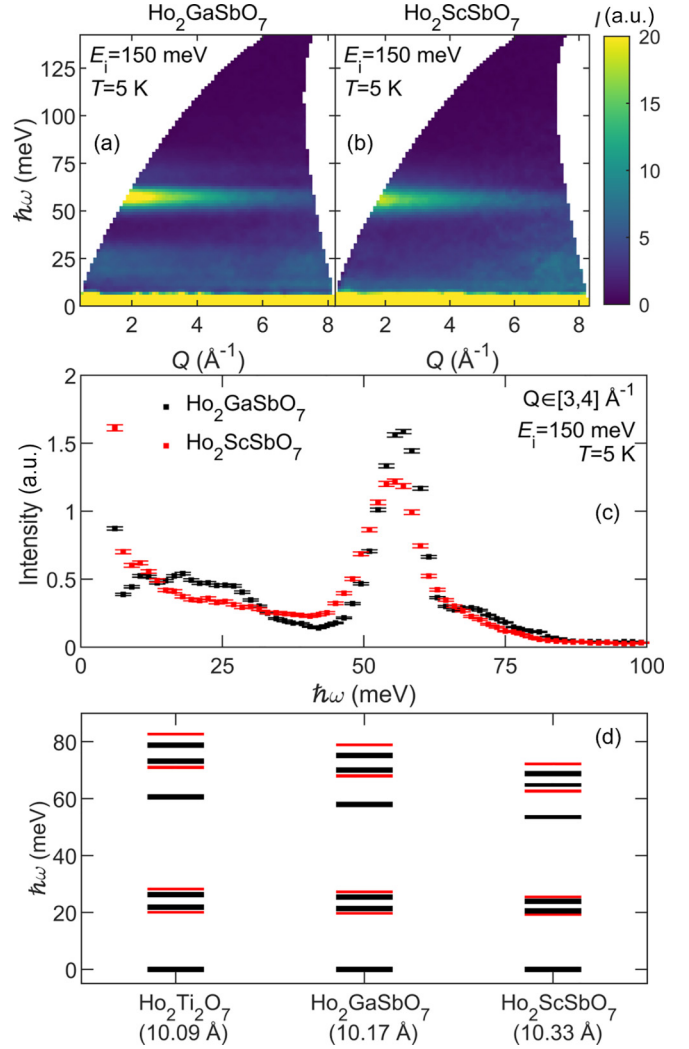 Ho2GaSbO7 Ho2ScSbO7 I (a.u.)
Ei=150 meV
T=5 K
(a)
Ei=150 meV
T=5 K
(b)
125
100
75
50
25
0
ħω (meV)
2 4 6 8 2 4 6 8
Q (Å-1) Q (Å-1)
20
15
10
5
0
2
1.5
1
0.5
0
Intensity (a.u.)
Ho2GaSbO7
Ho2ScSbO7
Q∈[3,4] Å-1
Ei=150 meV
T=5 K
(c)
0 25 50 75 100
ħω (meV)
(d)
80
60
40
20
0
ħω (meV)
Ho2Ti2O7 Ho2GaSbO7 Ho2ScSbO7
(10.09 Å) (10.17 Å) (10.33 Å)